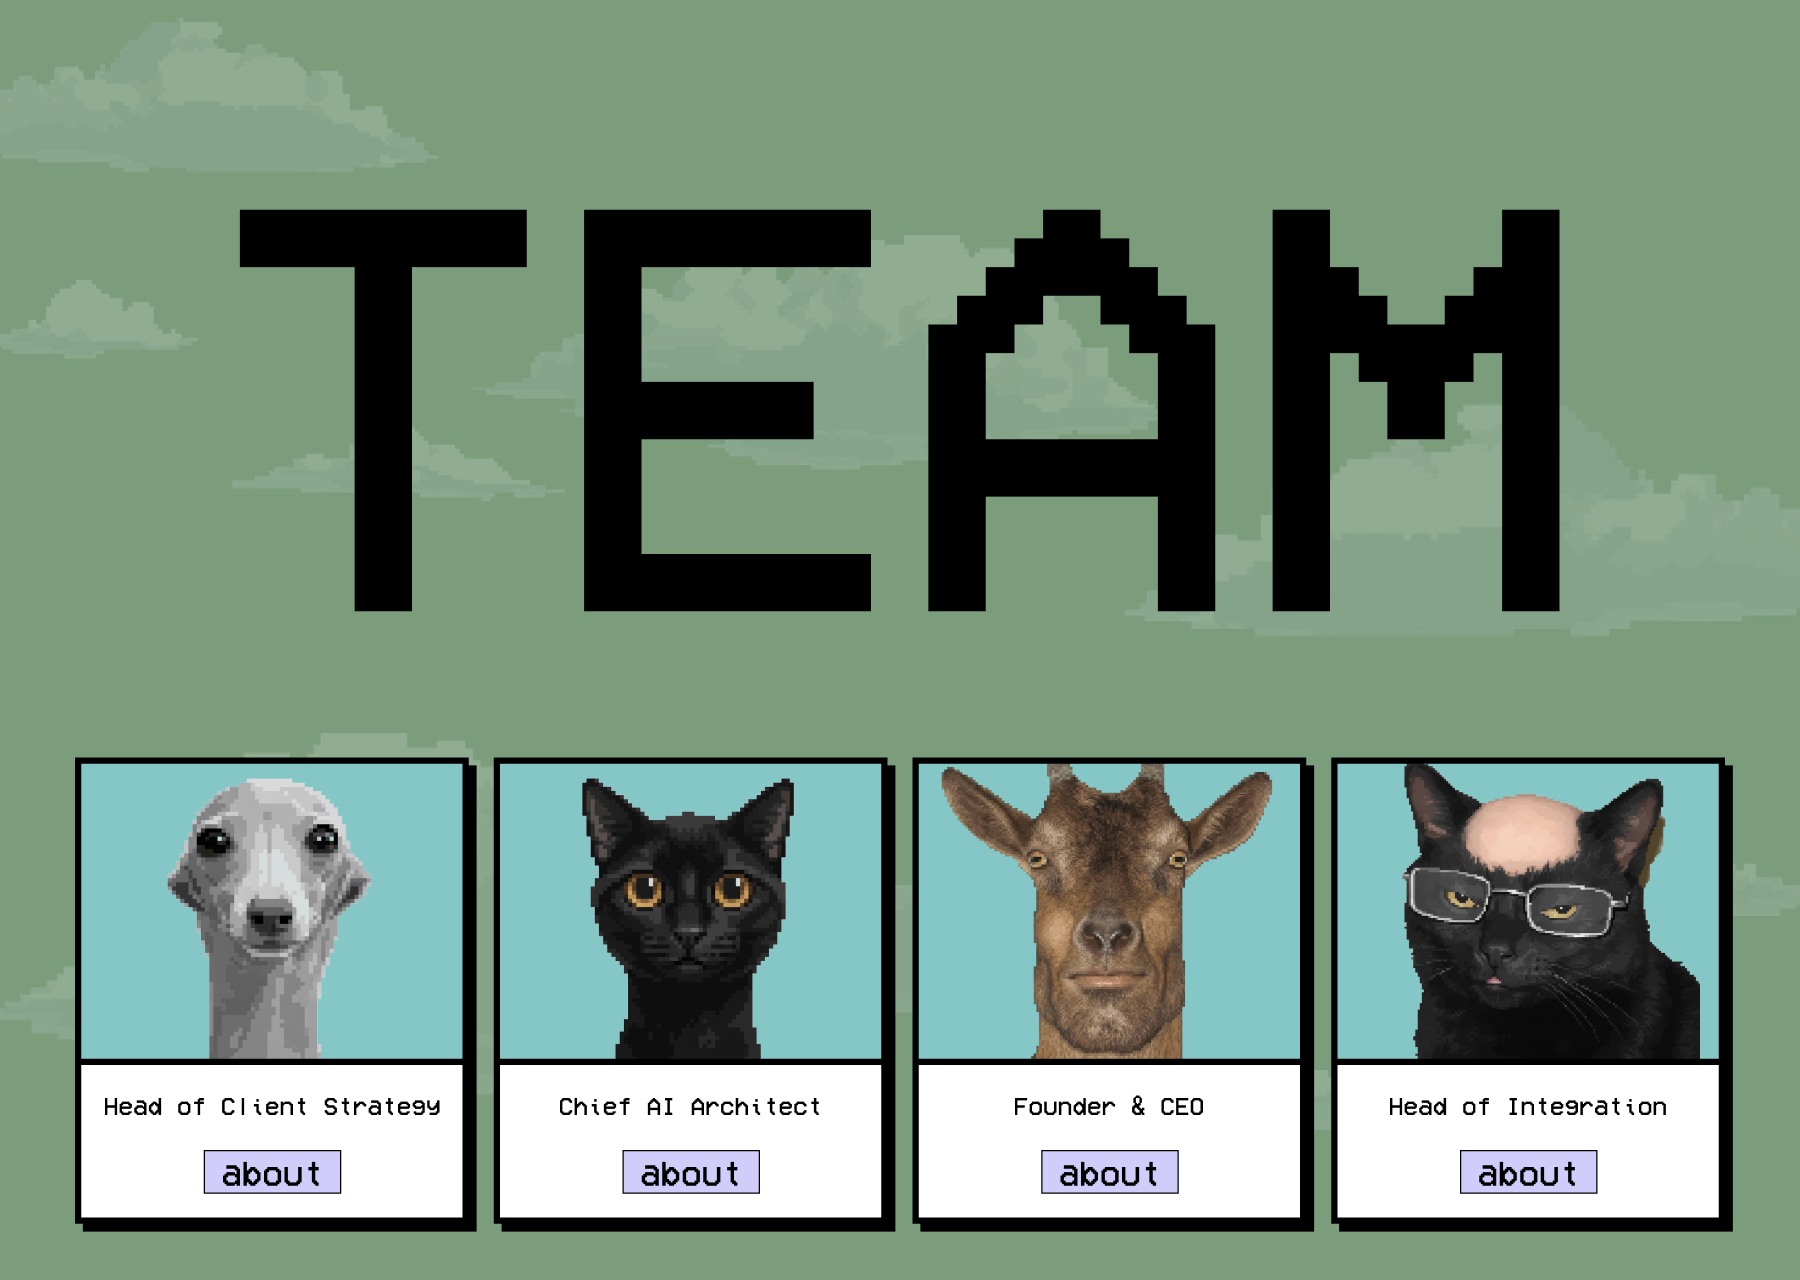 TEAM
Head of Client Strategy
about
Chief AI Architect
about
Founder & CEO
about
Head of Integration
about